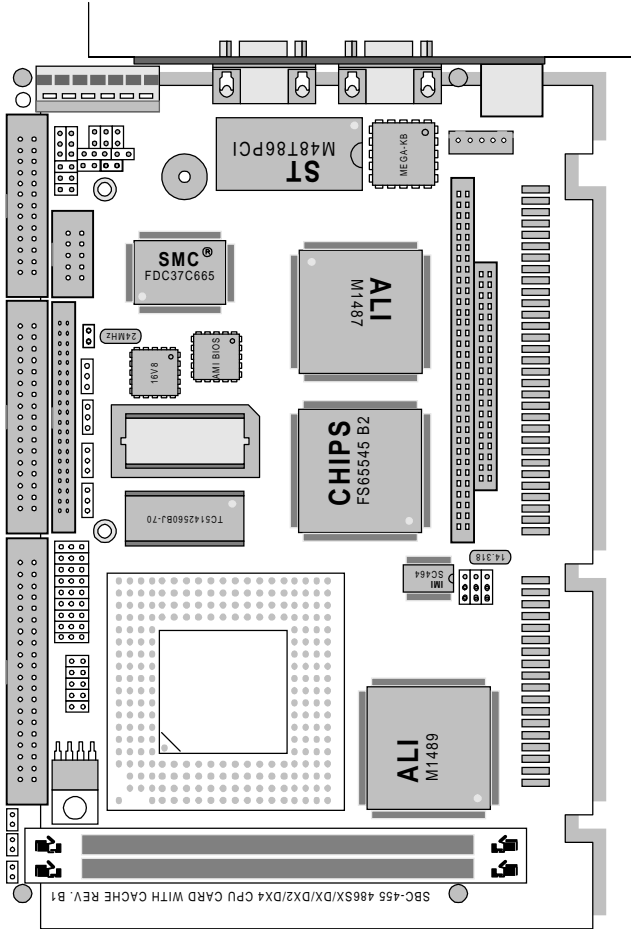 ST
M48T86PCI
MEGA-KB
SMC®
FDC37C665
ALI
M1487
24MHz
16V8
AMI BIOS
CHIPS
FS65545 B2
TC514256BJ-70
14.318
IMI
SC464
ALI
M1489
SBC-455 486SX/DX/DX2/DX4 CPU CARD WITH CACHE REV. B1